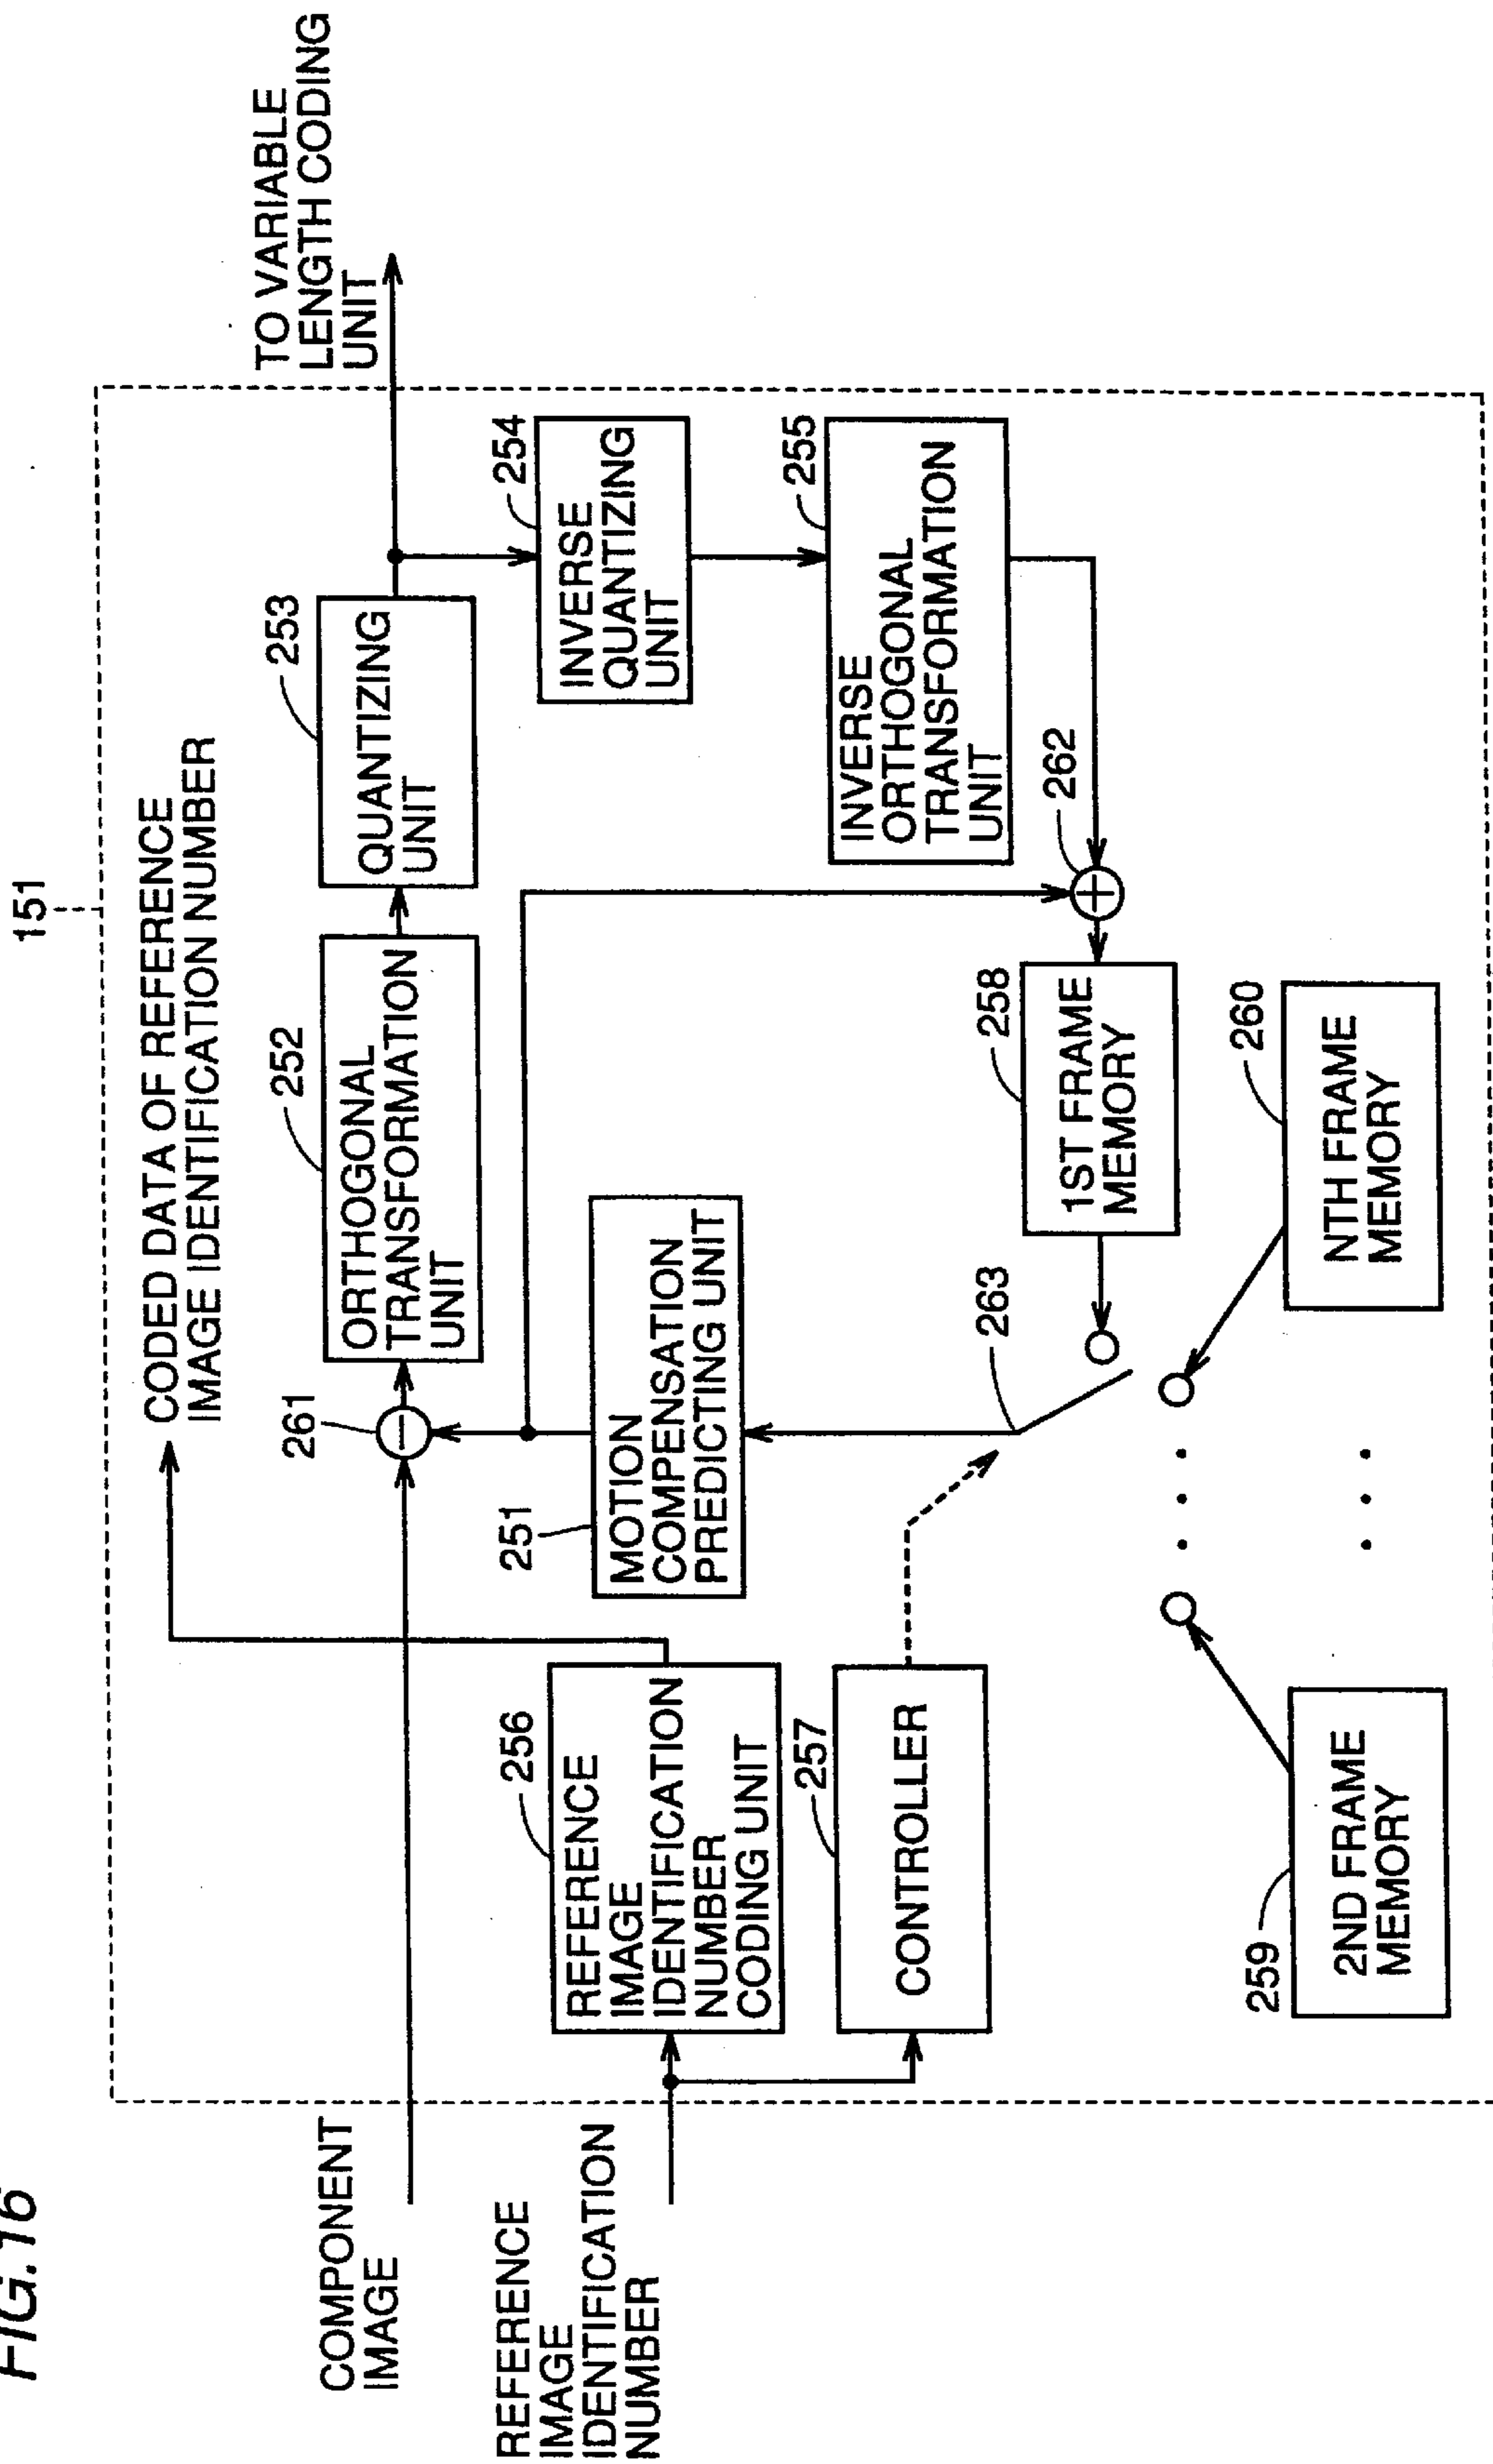 FIG.16
151
CODED DATA OF REFERENCE
IMAGE IDENTIFICATION NUMBER
TO VARIABLE
LENGTH CODING
UNIT
COMPONENT
IMAGE
261
252
ORTHOGONAL
TRANSFORMATION
UNIT
253
QUANTIZING
UNIT
254
INVERSE
QUANTIZING
UNIT
REFERENCE
IMAGE
IDENTIFICATION
NUMBER
256
REFERENCE
IMAGE
IDENTIFICATION
NUMBER
CODING UNIT
251
MOTION
COMPENSATION
PREDICTING UNIT
255
INVERSE
ORTHOGONAL
TRANSFORMATION
UNIT
257
CONTROLLER
263
258
1ST FRAME
MEMORY
262
259
2ND FRAME
MEMORY
260
NTH FRAME
MEMORY